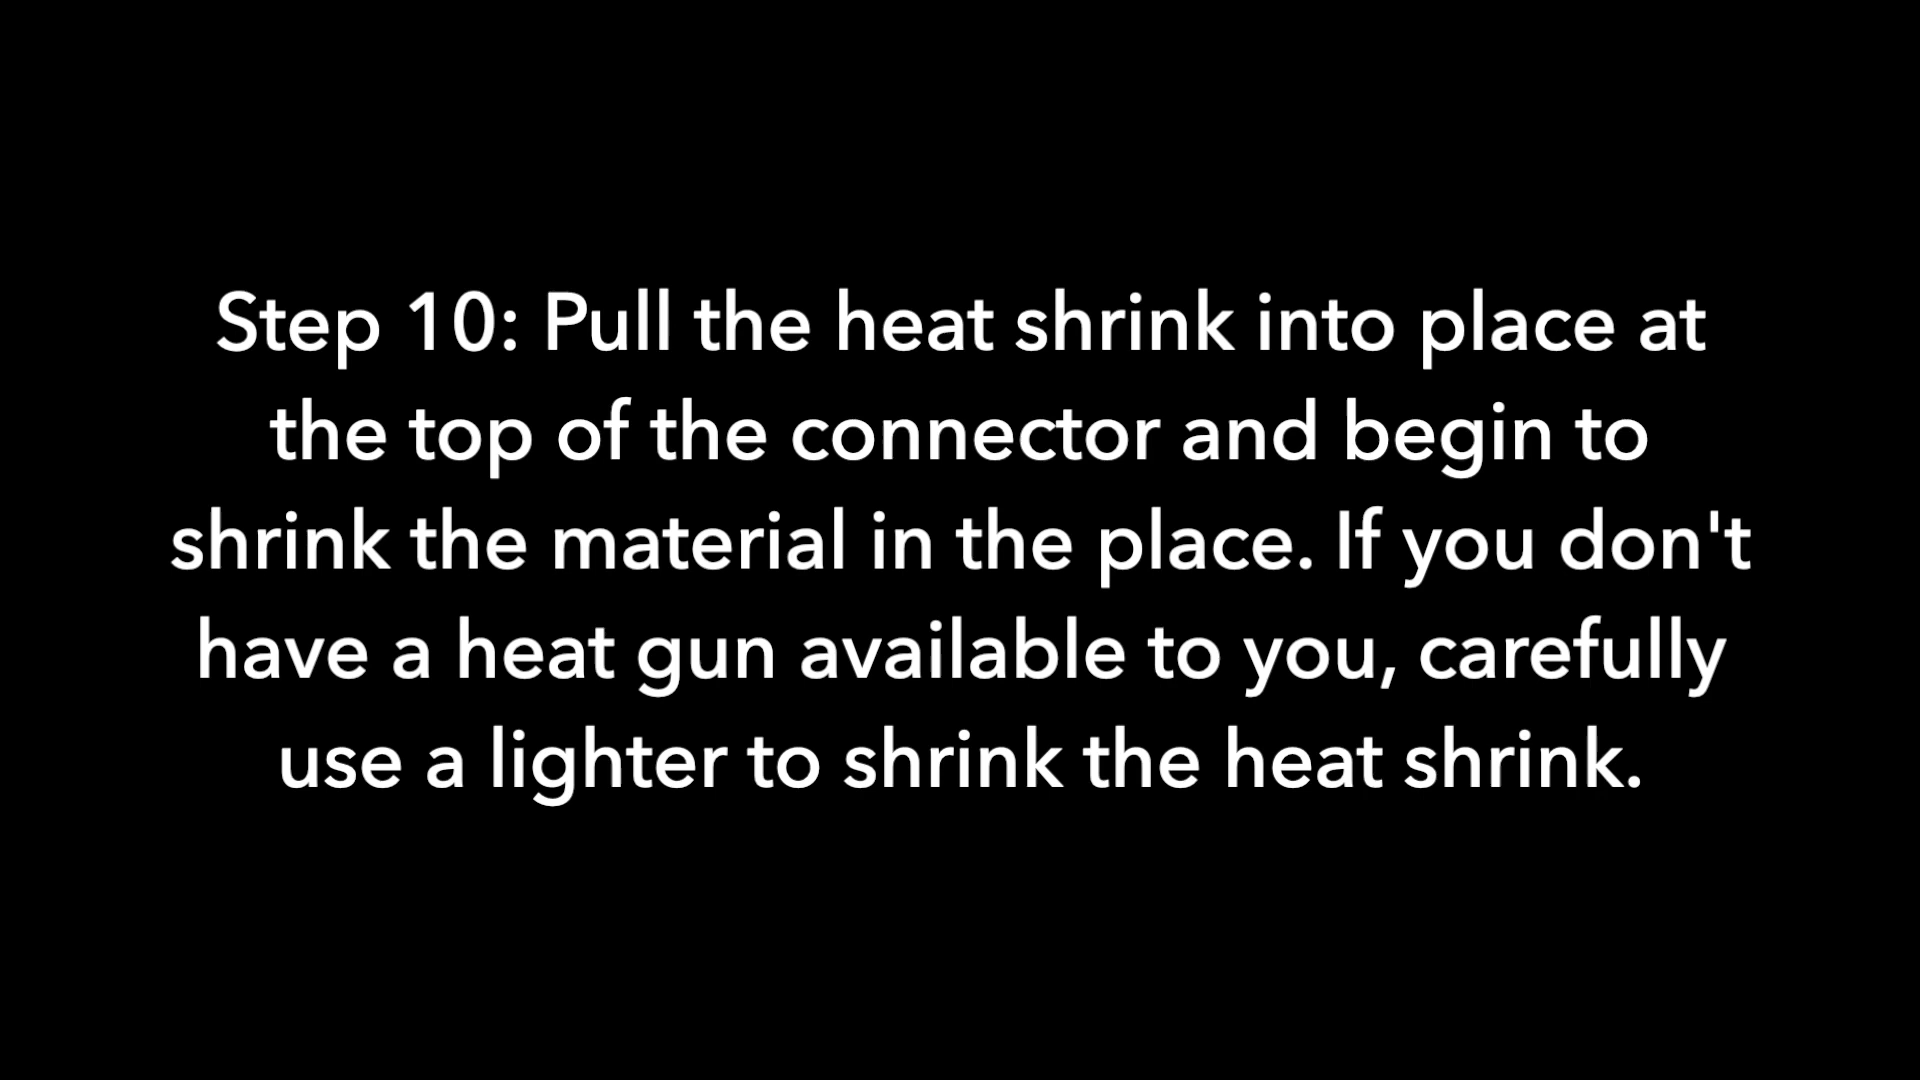 Step 10: Pull the heat shrink into place at
the top of the connector and begin to
shrink the material in the place. If you don't
have a heat gun available to you, carefully
use a lighter to shrink the heat shrink.